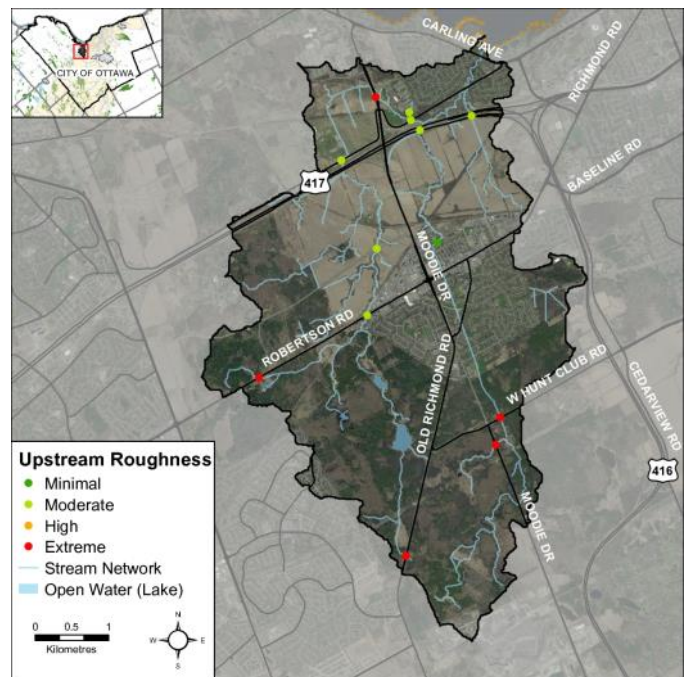 CITY OF OTTAWA
CARLING AVE
RICHMOND RD
BASELINE RD
417
MOODIE DR
ROBERTSON RD
OLD RICHMOND RD
W HUNT CLUB RD
CEDARVIEW RD
416
MOODIE DR
Upstream Roughness
Minimal
Moderate
High
Extreme
Stream Network
Open Water (Lake)
0 0.5 1
Kilometres
N
W E
S